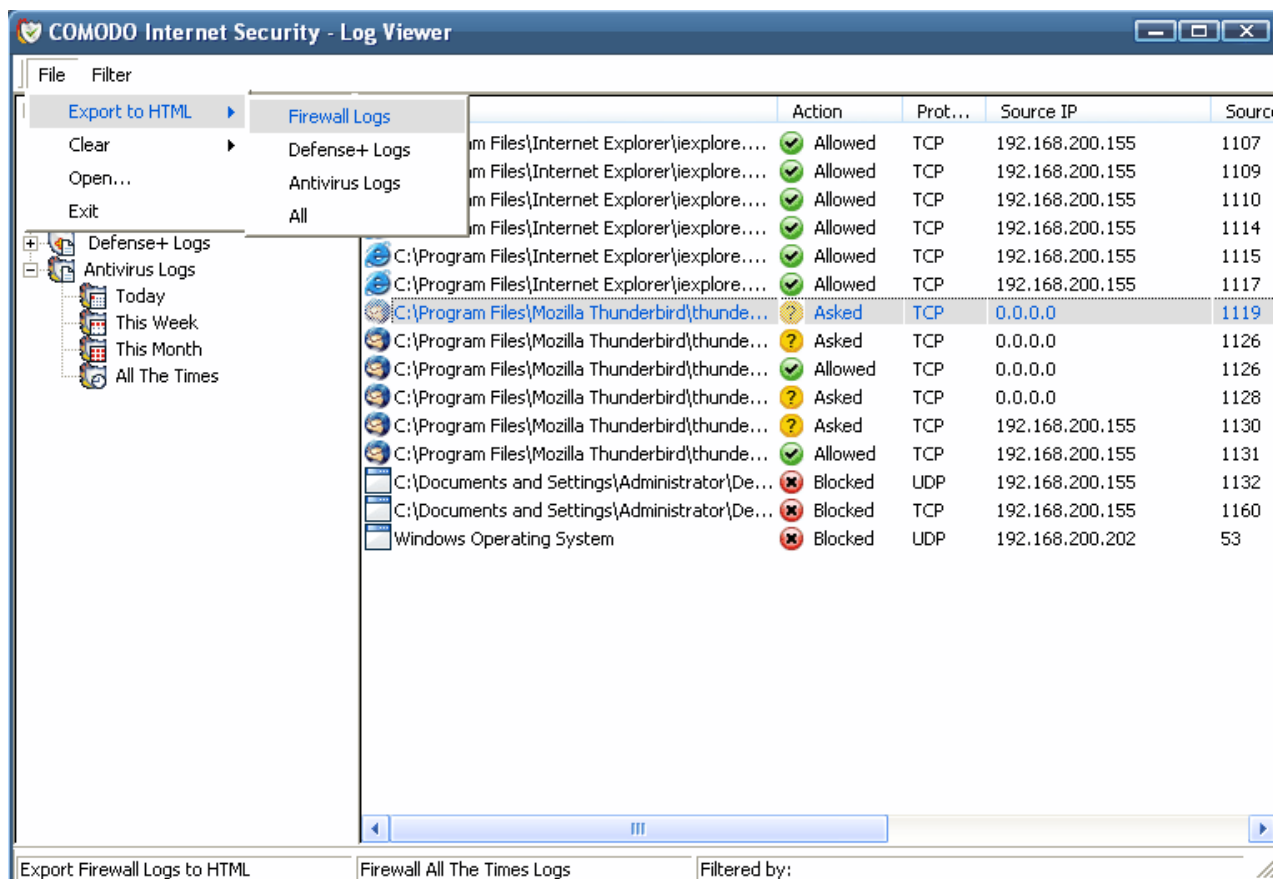 COMODO Internet Security - Log Viewer
File Filter
Export to HTML
Clear
Open...
Exit
Firewall Logs
Defense+ Logs
Antivirus Logs
All
Defense+ Logs
Antivirus Logs
Today
This Week
This Month
All The Times
Action Prot... Source IP Source
am Files\Internet Explorer\iexplore.... Allowed TCP 192.168.200.155 1107
am Files\Internet Explorer\iexplore.... Allowed TCP 192.168.200.155 1109
am Files\Internet Explorer\iexplore.... Allowed TCP 192.168.200.155 1110
am Files\Internet Explorer\iexplore.... Allowed TCP 192.168.200.155 1114
C:\Program Files\Internet Explorer\iexplore.... Allowed TCP 192.168.200.155 1115
C:\Program Files\Internet Explorer\iexplore.... Allowed TCP 192.168.200.155 1117
C:\Program Files\Mozilla Thunderbird\thunde... Asked TCP 0.0.0.0 1119
C:\Program Files\Mozilla Thunderbird\thunde... Asked TCP 0.0.0.0 1126
C:\Program Files\Mozilla Thunderbird\thunde... Allowed TCP 0.0.0.0 1126
C:\Program Files\Mozilla Thunderbird\thunde... Asked TCP 0.0.0.0 1128
C:\Program Files\Mozilla Thunderbird\thunde... Asked TCP 192.168.200.155 1130
C:\Program Files\Mozilla Thunderbird\thunde... Allowed TCP 192.168.200.155 1131
C:\Documents and Settings\Administrator\De... Blocked UDP 192.168.200.155 1132
C:\Documents and Settings\Administrator\De... Blocked TCP 192.168.200.155 1160
Windows Operating System Blocked UDP 192.168.200.202 53
Export Firewall Logs to HTML Firewall All The Times Logs Filtered by: